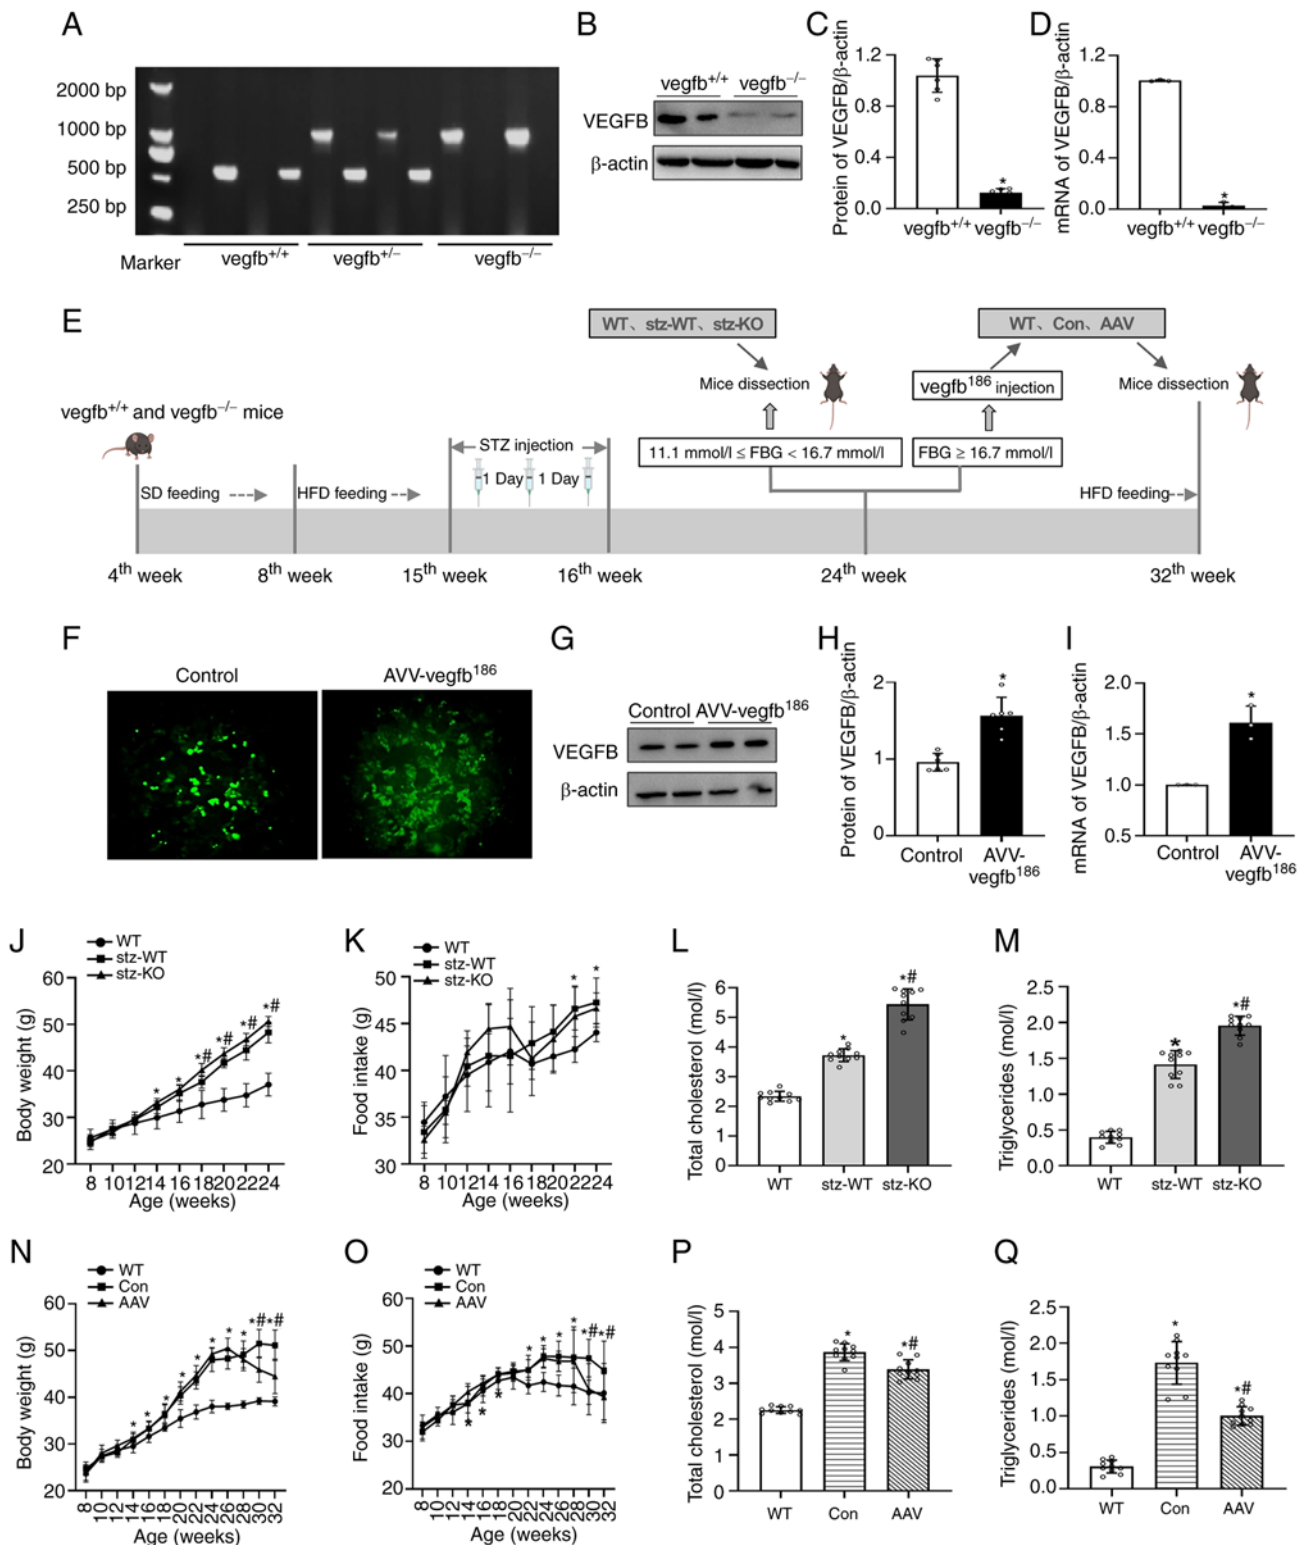 A
2000 bp
1000 bp
500 bp
250 bp
Marker
vegfb+/+
vegfb+/−
vegfb−/−
B
vegfb+/+ vegfb−/−
VEGFB
β-actin
C
Protein of VEGFB/β-actin
1.2
0.8
0.4
0.0
*
vegfb+/+ vegfb−/−
D
mRNA of VEGFB/β-actin
1.2
0.8
0.4
0.0
*
vegfb+/+ vegfb−/−
E
WT、stz-WT、stz-KO
WT、Con、AAV
Mice dissection
vegfb186 injection
Mice dissection
vegfb+/+ and vegfb−/− mice
STZ injection
1 Day 1 Day
11.1 mmol/l ≤ FBG < 16.7 mmol/l
FBG ≥ 16.7 mmol/l
SD feeding
HFD feeding
HFD feeding
4th week
8th week
15th week
16th week
24th week
32th week
F
Control
AVV-vegfb186
G
Control AVV-vegfb186
VEGFB
β-actin
H
Protein of VEGFB/β-actin
2
1
0
*
Control
AVV-
vegfb186
I
mRNA of VEGFB/β-actin
2.0
1.5
1.0
0.5
*
Control
AVV-
vegfb186
J
WT
stz-WT
stz-KO
Body weight (g)
60
50
40
30
20
* * *# *# *# *#
8 10 12 14 16 18 20 22 24
Age (weeks)
K
WT
stz-WT
stz-KO
Food intake (g)
50
45
40
35
30
* *
8 10 12 14 16 18 20 22 24
Age (weeks)
L
Total cholesterol (mol/l)
6
5
4
3
2
1
0
*
*#
WT stz-WT stz-KO
M
Triglycerides (mol/l)
2.5
2.0
1.5
1.0
0.5
0.0
*
*#
WT stz-WT stz-KO
N
WT
Con
AAV
Body weight (g)
60
50
40
30
20
* * * * * * * * *# *#
8 10 12 14 16 18 20 22 24 26 28 30 32
Age (weeks)
O
WT
Con
AAV
Food intake (g)
60
50
40
30
20
* * * * * * * *# *#
8 10 12 14 16 18 20 22 24 26 28 30 32
Age (weeks)
P
Total cholesterol (mol/l)
5
4
3
2
1
0
*
*#
WT Con AAV
Q
Triglycerides (mol/l)
2.5
2.0
1.5
1.0
0.5
0.0
*
*#
WT Con AAV